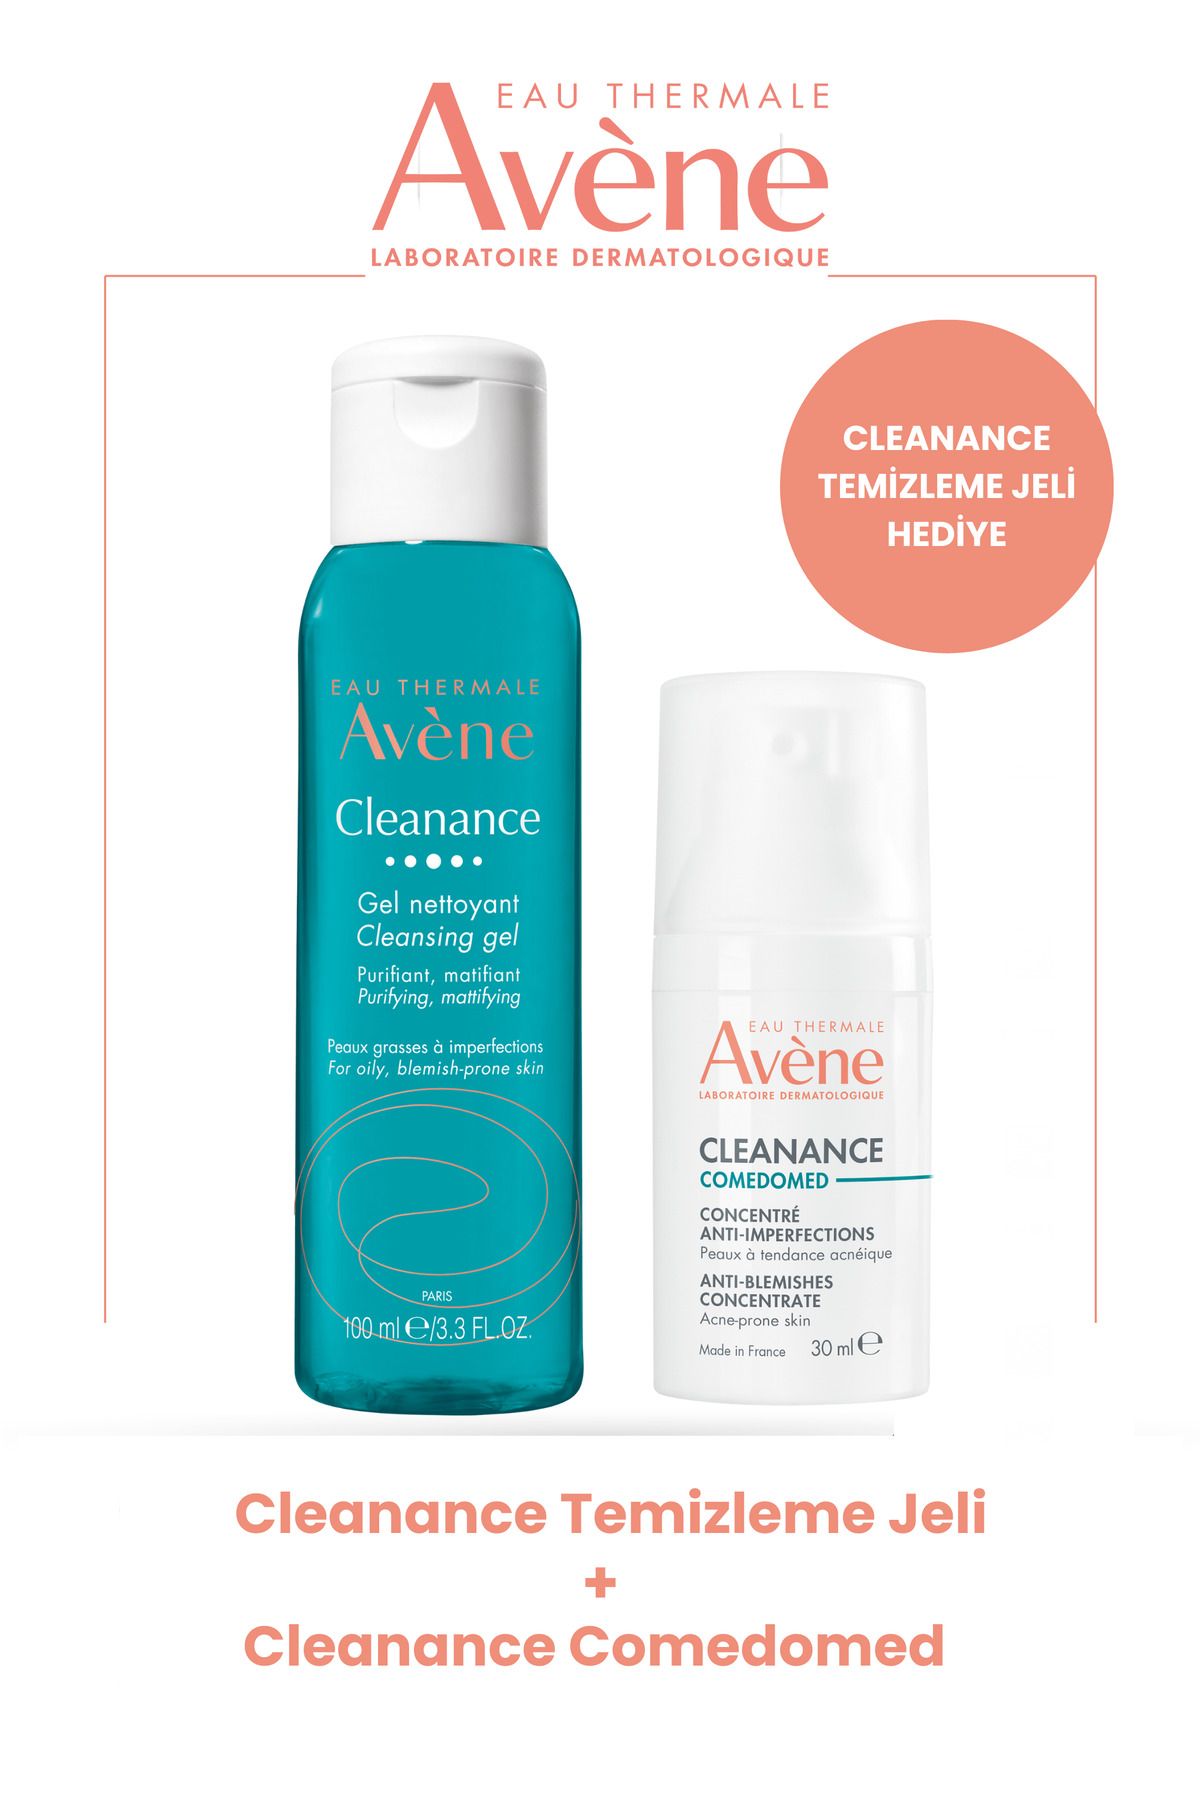 EAU THERMALE
Avène
LABORATOIRE DERMATOLOGIQUE
CLEANANCE
TEMİZLEME JELİ
HEDİYE
EAU THERMALE
Avène
Cleanance
Gel nettoyant
Cleansing gel
Purifiant, matifiant
Purifying, mattifying
Peaux grasses à imperfections
For oily, blemish-prone skin
PARIS
100 ml ℮/3.3 FL.OZ.
EAU THERMALE
Avène
LABORATOIRE DERMATOLOGIQUE
CLEANANCE
COMEDOMED
CONCENTRÉ
ANTI-IMPERFECTIONS
Peaux à tendance acnéique
ANTI-BLEMISHES
CONCENTRATE
Acne-prone skin
Made in France 30 ml ℮
Cleanance Temizleme Jeli
+
Cleanance Comedomed